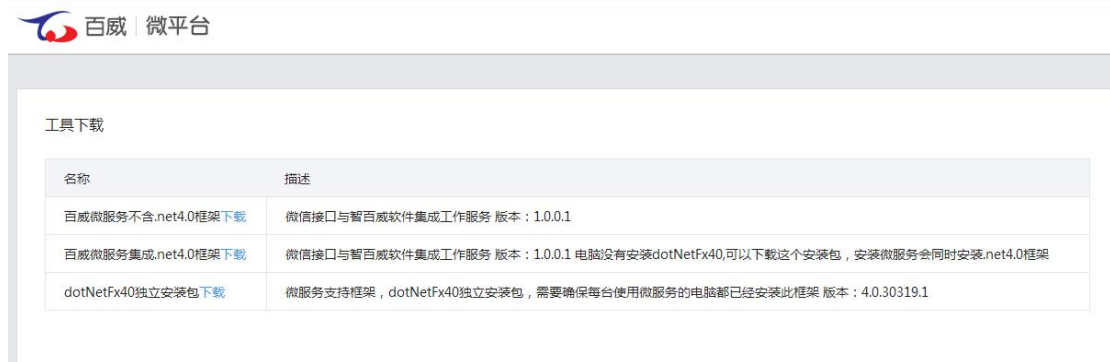 百威 微平台
工具下载
名称 描述
百威微服务不含.net4.0框架下载 微信接口与智百威软件集成工作服务 版本：1.0.0.1
百威微服务集成.net4.0框架下载 微信接口与智百威软件集成工作服务 版本：1.0.0.1 电脑没有安装dotNetFx40,可以下载这个安装包，安装微服务会同时安装.net4.0框架
dotNetFx40独立安装包下载 微服务支持框架，dotNetFx40独立安装包，需要确保每台使用微服务的电脑都已经安装此框架 版本：4.0.30319.1